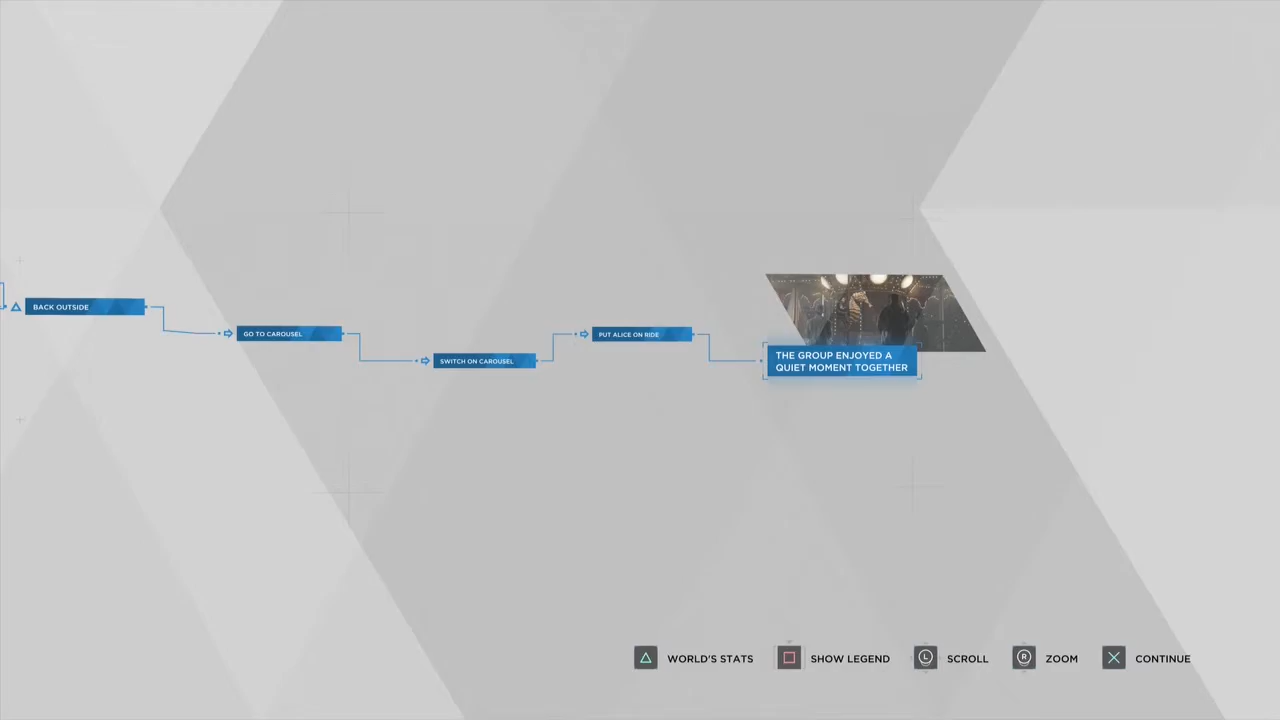 BACK OUTSIDE
GO TO CAROUSEL
SWITCH ON CAROUSEL
PUT ALICE ON RIDE
THE GROUP ENJOYED A
QUIET MOMENT TOGETHER
WORLD'S STATS
SHOW LEGEND
L
SCROLL
R
ZOOM
CONTINUE